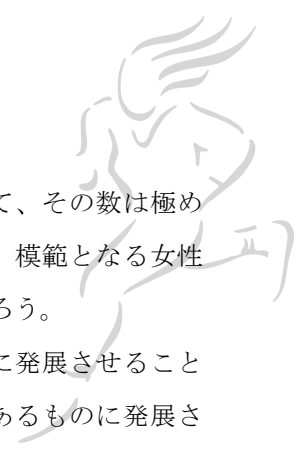 て、その数は極め
模範となる女性
ろう。
に発展させること
あるものに発展さ